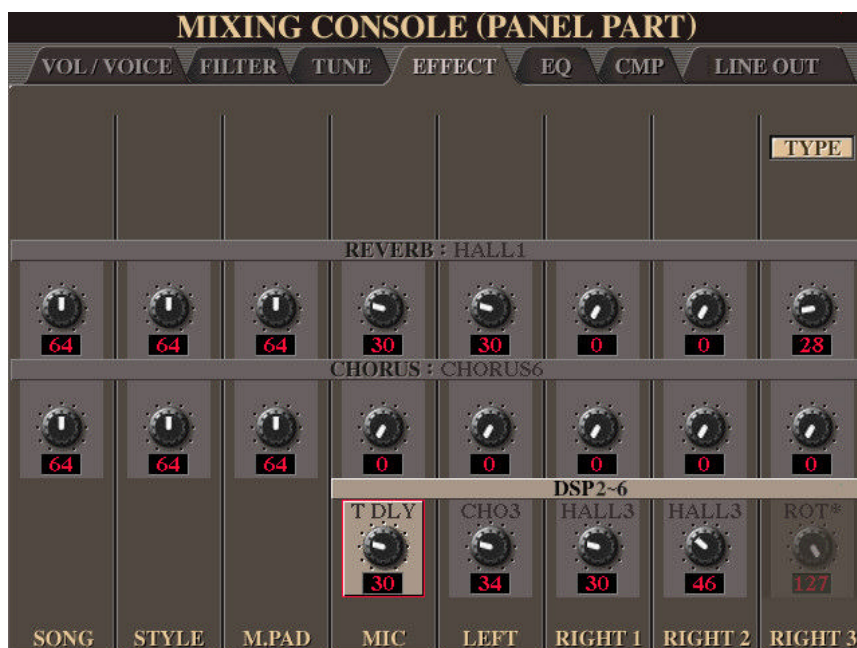 MIXING CONSOLE (PANEL PART)
VOL / VOICE FILTER TUNE EFFECT EQ CMP LINE OUT
TYPE
REVERB : HALL1
64 64 64 30 30 0 0 28
CHORUS : CHORUS6
64 64 64 0 0 0 0 0
DSP2~6
T DLY CHO3 HALL3 HALL3 ROT*
30 34 30 46 127
SONG STYLE M.PAD MIC LEFT RIGHT 1 RIGHT 2 RIGHT 3